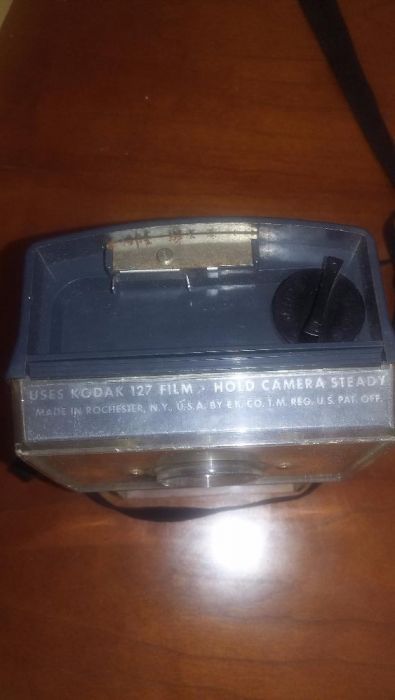 USES KODAK 127 FILM · HOLD CAMERA STEADY
MADE IN ROCHESTER, N.Y., U.S.A. BY E.K. CO. T.M. REG. U.S. PAT. OFF.